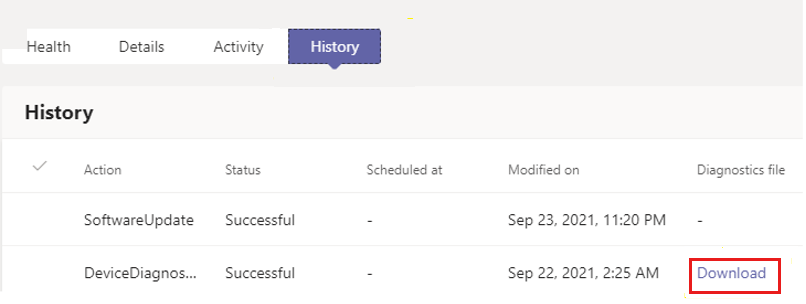 Health Details Activity History
History
Action Status Scheduled at Modified on Diagnostics file
SoftwareUpdate Successful - Sep 23, 2021, 11:20 PM -
DeviceDiagnos... Successful - Sep 22, 2021, 2:25 AM Download